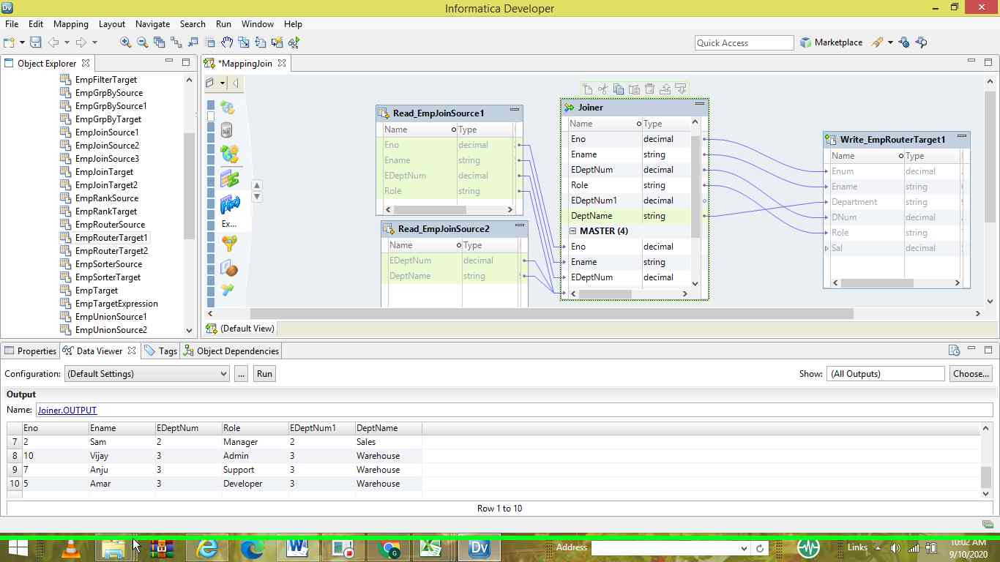 Dv
Informatica Developer
File Edit Mapping Layout Navigate Search Run Window Help
Quick Access
Marketplace
Object Explorer
*MappingJoin
EmpFilterTarget
EmpGrpBySource
EmpGrpBySource1
EmpGrpByTarget
EmpJoinSource1
EmpJoinSource2
EmpJoinSource3
EmpJoinTarget
EmpJoinTarget2
EmpRankSource
EmpRankTarget
EmpRouterSource
EmpRouterTarget1
EmpRouterTarget2
EmpSorterSource
EmpSorterTarget
EmpTarget
EmpTargetExpression
EmpUnionSource1
EmpUnionSource2
Ex...
Read_EmpJoinSource1
Name Type
Eno decimal
Ename string
EDeptNum decimal
Role string
Read_EmpJoinSource2
Name Type
EDeptNum decimal
DeptName string
Joiner
Name Type
Eno decimal
Ename string
EDeptNum decimal
Role string
EDeptNum1 decimal
DeptName string
MASTER (4)
Eno decimal
Ename string
EDeptNum decimal
Write_EmpRouterTarget1
Name Type
Enum decimal
Ename string
Department string
DNum decimal
Role string
Sal decimal
(Default View)
Properties Data Viewer Tags Object Dependencies
Configuration: (Default Settings) ... Run Show: (All Outputs) Choose...
Output
Name: Joiner.OUTPUT
Eno Ename EDeptNum Role EDeptNum1 DeptName
7 2 Sam 2 Manager 2 Sales
8 10 Vijay 3 Admin 3 Warehouse
9 7 Anju 3 Support 3 Warehouse
10 5 Amar 3 Developer 3 Warehouse
Row 1 to 10
Address
Links
10:02 AM
9/10/2020